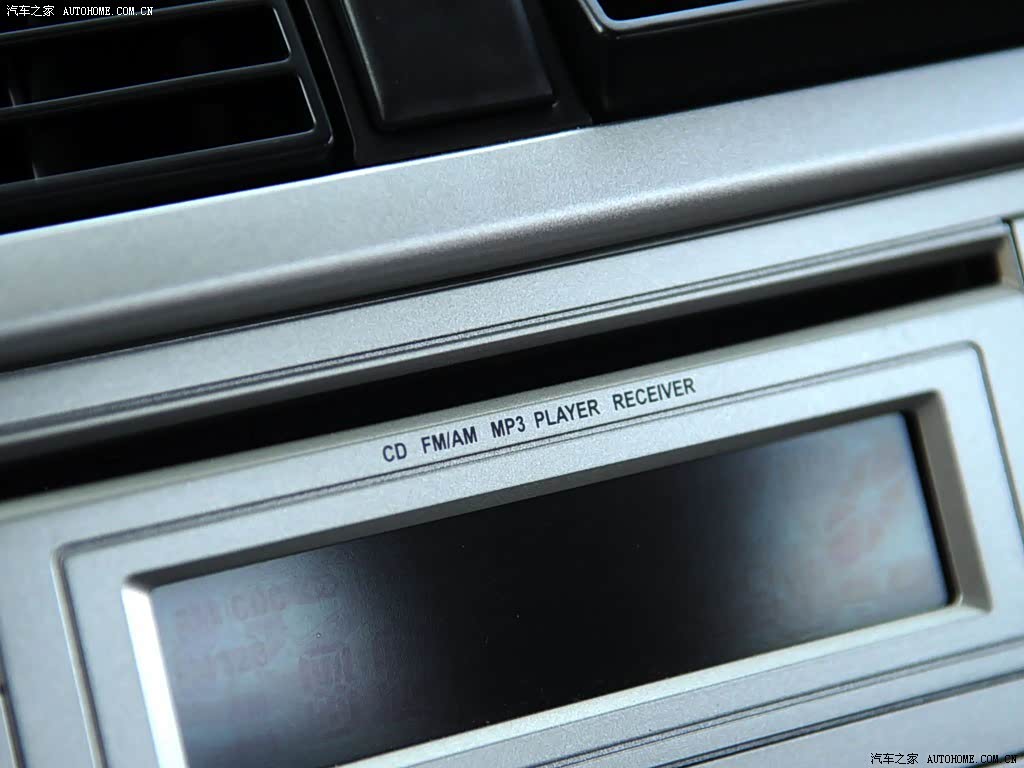 汽车之家 AUTOHOME.COM.CN
CD FM/AM MP3 PLAYER RECEIVER
汽车之家 AUTOHOME.COM.CN